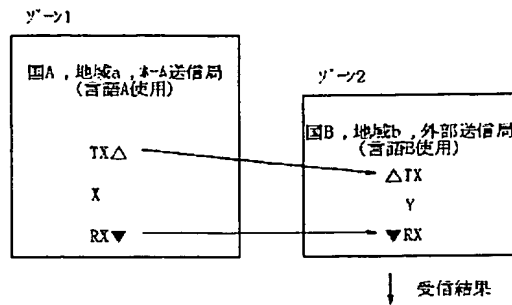 ゾーン1
国A，地域a，ホーム送信局
(言語A使用)
TX△
X
RX▼
ゾーン2
国B，地域b，外部送信局
(言語B使用)
△TX
Y
▼RX
受信結果